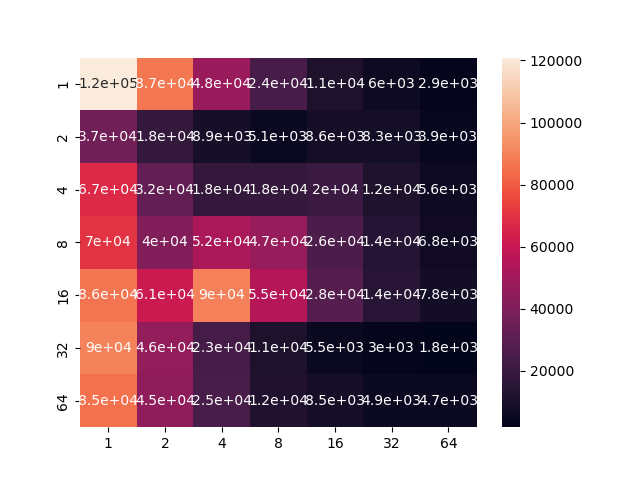 1 1.2e+05 8.7e+04 4.8e+04 2.4e+04 1.1e+04 6e+03 2.9e+03
2 3.7e+04 1.8e+04 8.9e+03 5.1e+03 8.6e+03 8.3e+03 3.9e+03
4 6.7e+04 3.2e+04 1.8e+04 1.8e+04 2e+04 1.2e+04 5.6e+03
8 7e+04 4e+04 5.2e+04 4.7e+04 2.6e+04 1.4e+04 6.8e+03
16 8.6e+04 6.1e+04 9e+04 5.5e+04 2.8e+04 1.4e+04 7.8e+03
32 9e+04 4.6e+04 2.3e+04 1.1e+04 5.5e+03 3e+03 1.8e+03
64 8.5e+04 4.5e+04 2.5e+04 1.2e+04 8.5e+03 4.9e+03 4.7e+03
1 2 4 8 16 32 64
120000
100000
80000
60000
40000
20000